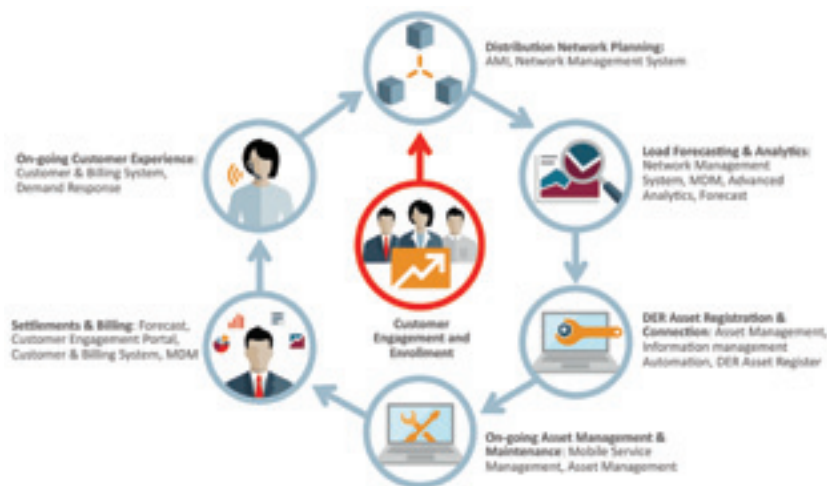 Distribution Network Planning:
AMI, Network Management System
On-going Customer Experience:
Customer & Billing System,
Demand Response
Load Forecasting & Analytics:
Network Management
System, MDM, Advanced
Analytics, Forecast
Settlements & Billing: Forecast,
Customer Engagement Portal,
Customer & Billing System, MDM
Customer
Engagement and
Enrollment
DER Asset Registration &
Connection: Asset Management,
Information management
Automation, DER Asset Register
On-going Asset Management &
Maintenance: Mobile Service
Management, Asset Management